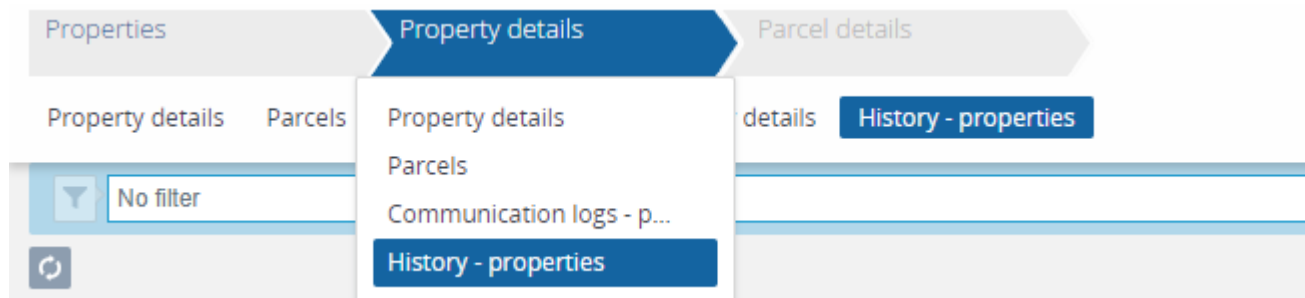 Properties
Property details
Parcel details
Property details
Parcels
details
History - properties
Property details
Parcels
Communication logs - p...
History - properties
No filter